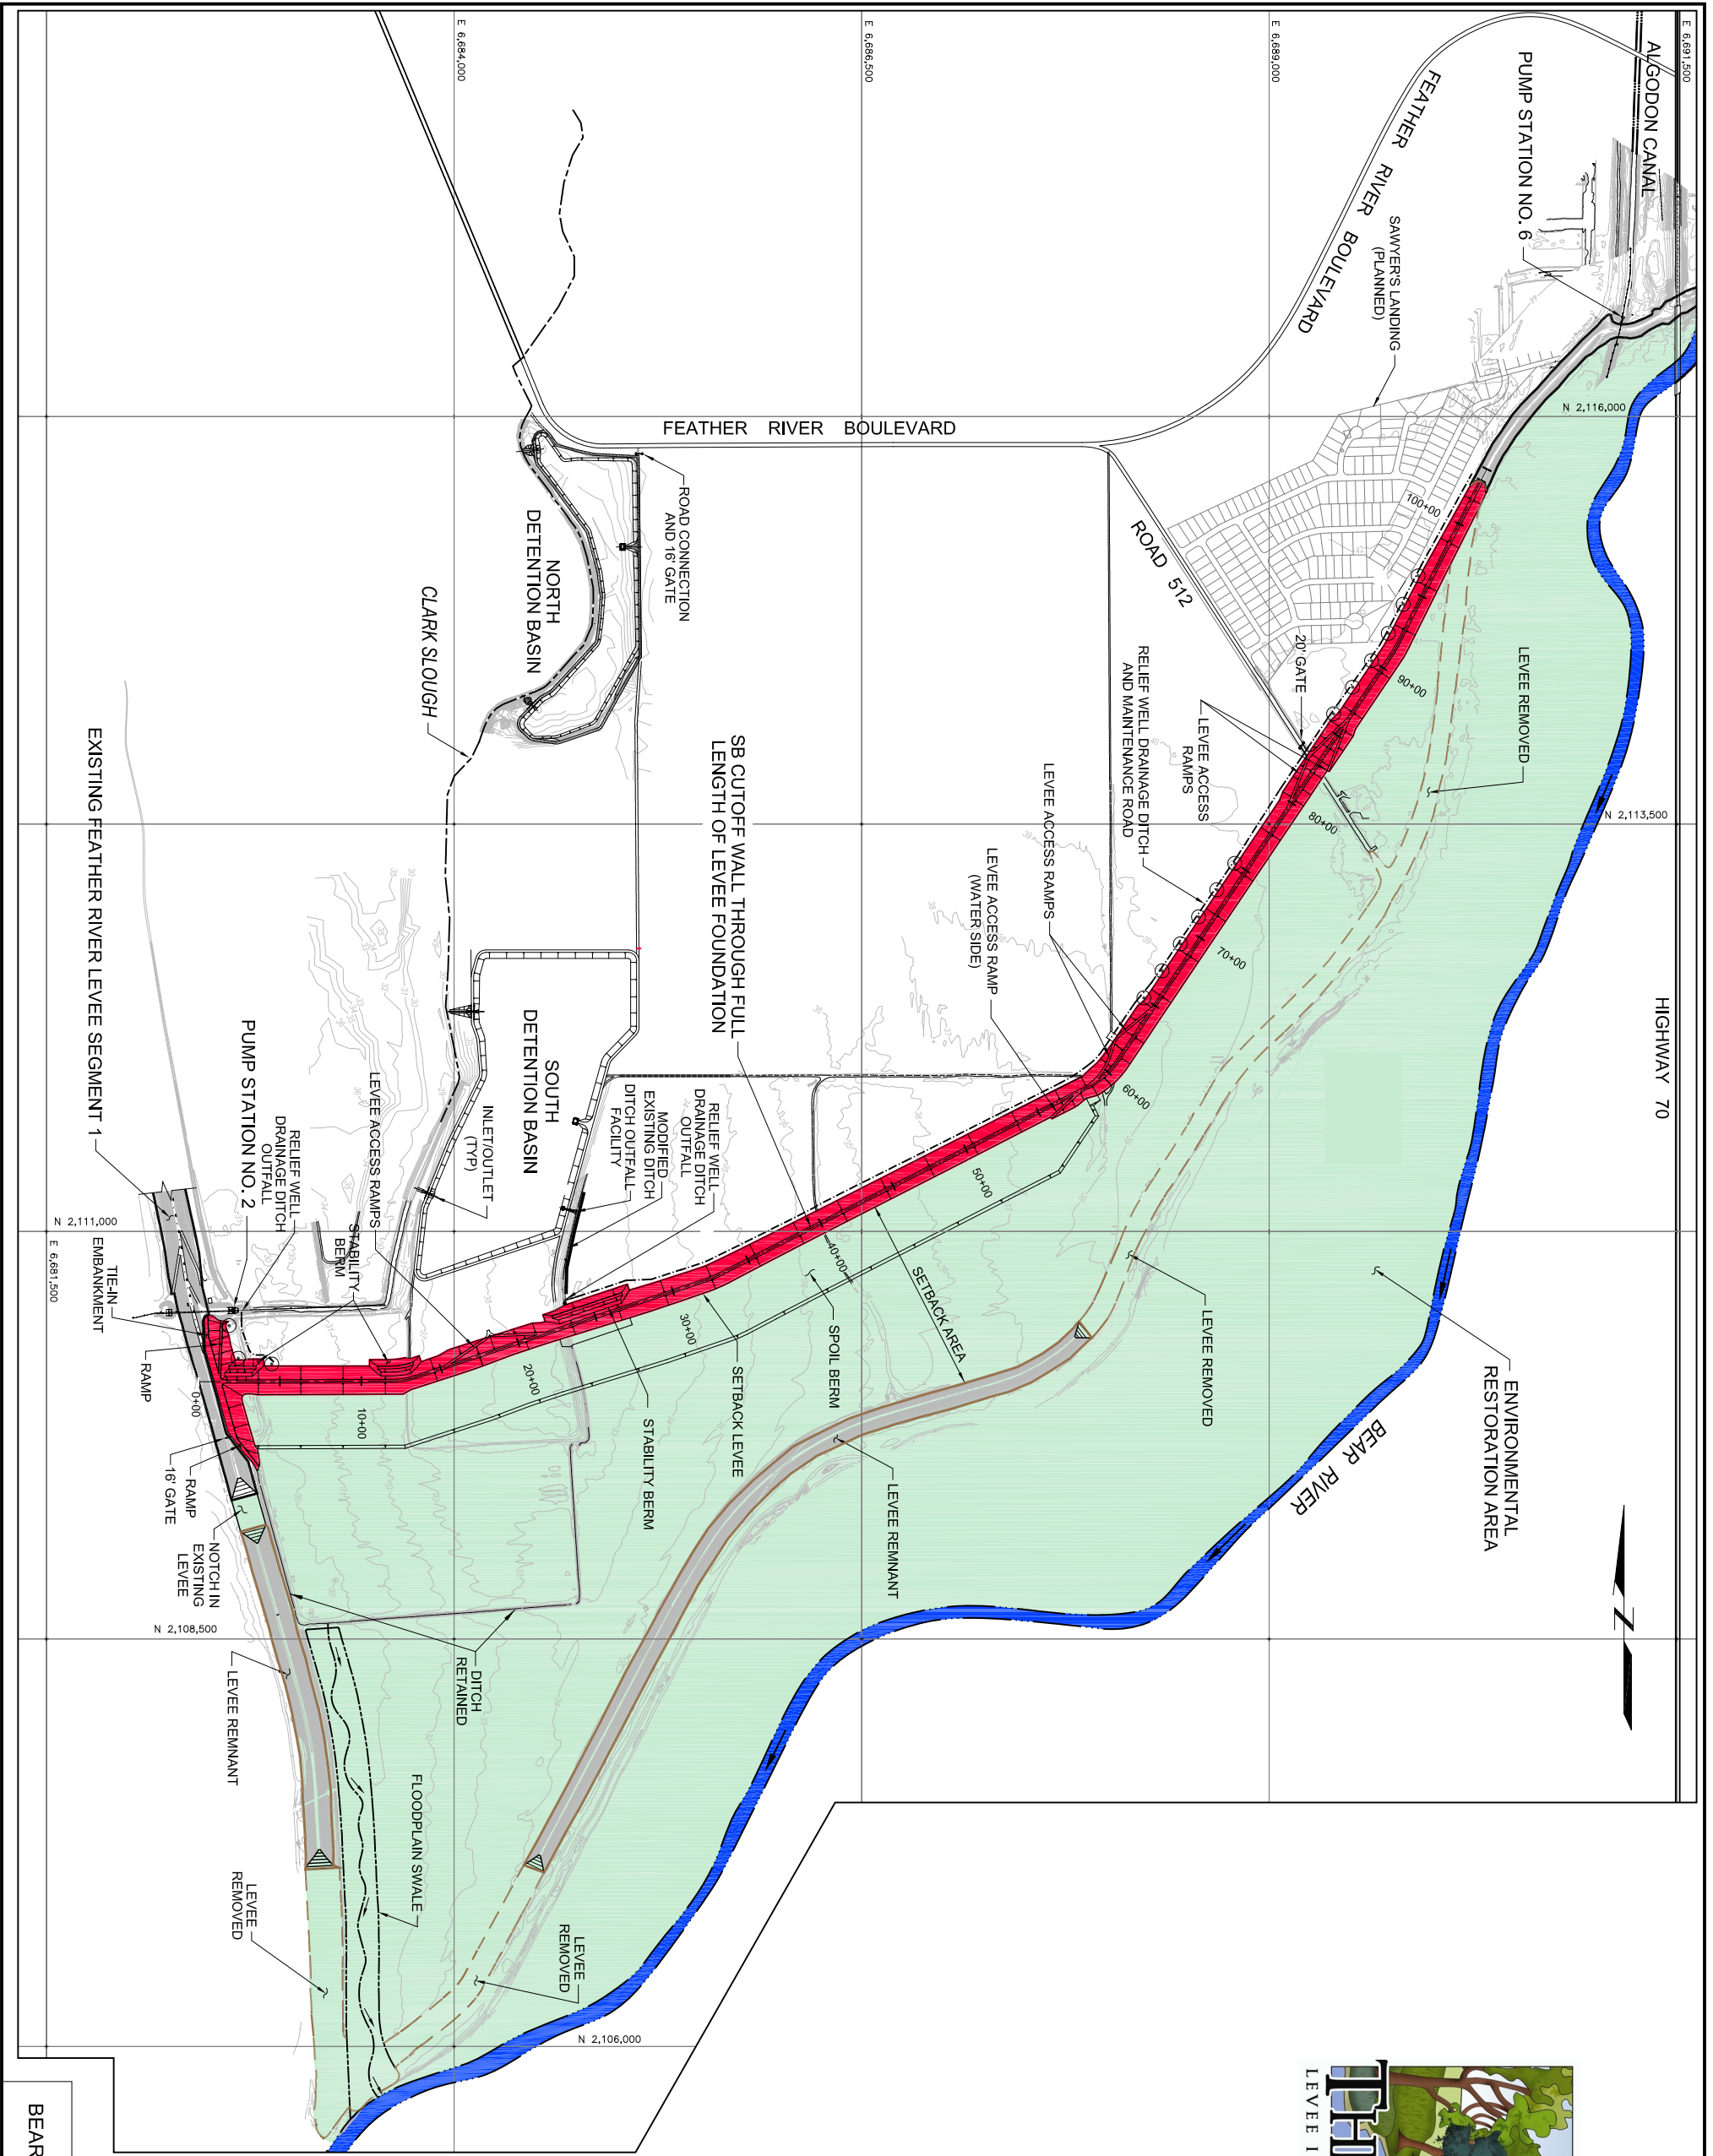 E 6,684,000
E 6,686,500
E 6,689,000
E 6,691,500
ALGODON CANAL
PUMP STATION NO. 6
FEATHER RIVER BOULEVARD
SAWYER'S LANDING
(PLANNED)
N 2,116,000
FEATHER RIVER BOULEVARD
100+00
ROAD CONNECTION
AND 16' GATE
NORTH
DETENTION BASIN
ROAD 512
20' GATE
90+00
LEVEE REMOVED
CLARK SLOUGH
RELIEF WELL DRAINAGE DITCH
AND MAINTENANCE ROAD
LEVEE ACCESS
RAMPS
80+00
N 2,113,500
EXISTING FEATHER RIVER LEVEE SEGMENT 1
SB CUTOFF WALL THROUGH FULL
LENGTH OF LEVEE FOUNDATION
LEVEE ACCESS RAMPS
LEVEE ACCESS RAMP
(WATER SIDE)
70+00
HIGHWAY 70
SOUTH
DETENTION BASIN
60+00
PUMP STATION NO. 2
LEVEE ACCESS RAMPS
INLET/OUTLET
(TYP)
RELIEF WELL
DRAINAGE DITCH
OUTFALL
MODIFIED
EXISTING DITCH
DITCH OUTFALL
FACILITY
RELIEF WELL
DRAINAGE DITCH
OUTFALL
50+00
STABILITY
BERM
N 2,111,000
E 6,681,500
TIE-IN
EMBANKMENT
40+00
SETBACK AREA
SPOIL BERM
30+00
SETBACK LEVEE
LEVEE REMOVED
ENVIRONMENTAL
RESTORATION AREA
RAMP
0+00
10+00
20+00
STABILITY BERM
BEAR RIVER
RAMP
16' GATE
LEVEE REMNANT
N
NOTCH IN
EXISTING
LEVEE
N 2,108,500
DITCH
RETAINED
LEVEE REMNANT
FLOODPLAIN SWALE
LEVEE
REMOVED
LEVEE
REMOVED
N 2,106,000
BEAR
TH
LEVEE I